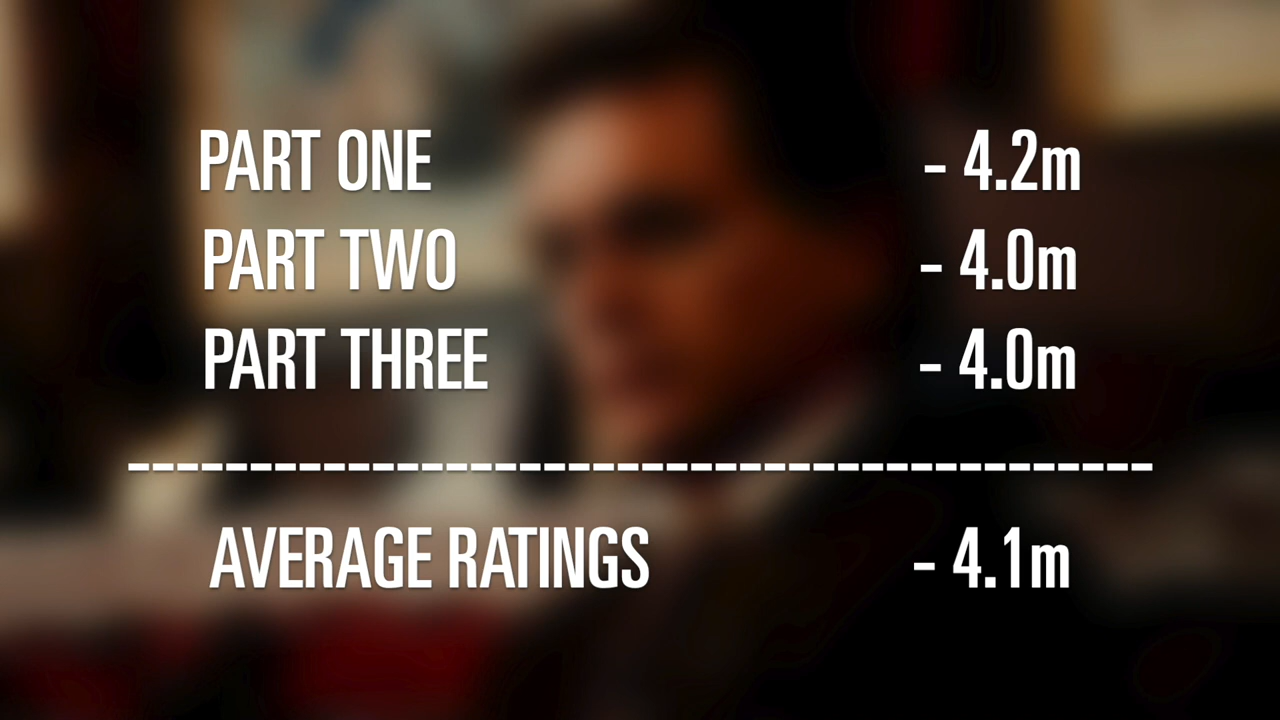 PART ONE - 4.2m
PART TWO - 4.0m
PART THREE - 4.0m
------------------------------------------
AVERAGE RATINGS - 4.1m